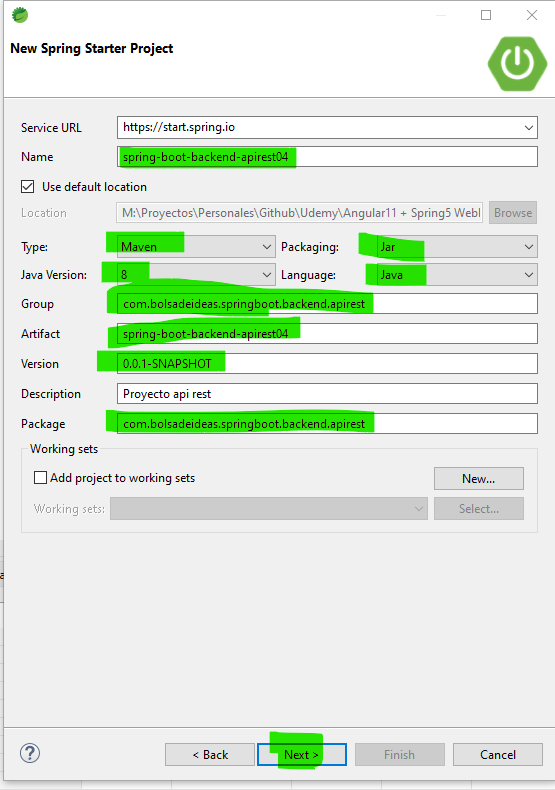 New Spring Starter Project
Service URL https://start.spring.io
Name spring-boot-backend-apirest04
Use default location
Location M:\Proyectos\Personales\Github\Udemy\Angular11 + Spring5 Webl Browse
Type: Maven Packaging: Jar
Java Version: 8 Language: Java
Group com.bolsadeideas.springboot.backend.apirest
Artifact spring-boot-backend-apirest04
Version 0.0.1-SNAPSHOT
Description Proyecto api rest
Package com.bolsadeideas.springboot.backend.apirest
Working sets
Add project to working sets New...
Working sets: Select...
? < Back Next > Finish Cancel